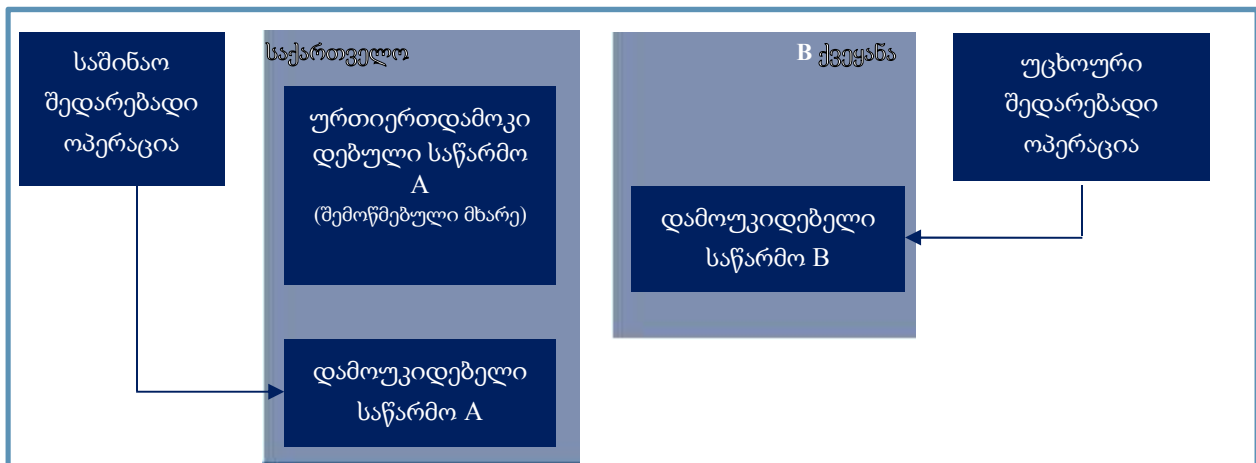 საშინაო
შედარებადი
ოპერაცია
საქართველო
ურთიერთდამოკი
დებული საწარმო
A
(შემოწმებული მხარე)
დამოუკიდებელი
საწარმო A
B ქვეყანა
დამოუკიდებელი
საწარმო B
უცხოური
შედარებადი
ოპერაცია